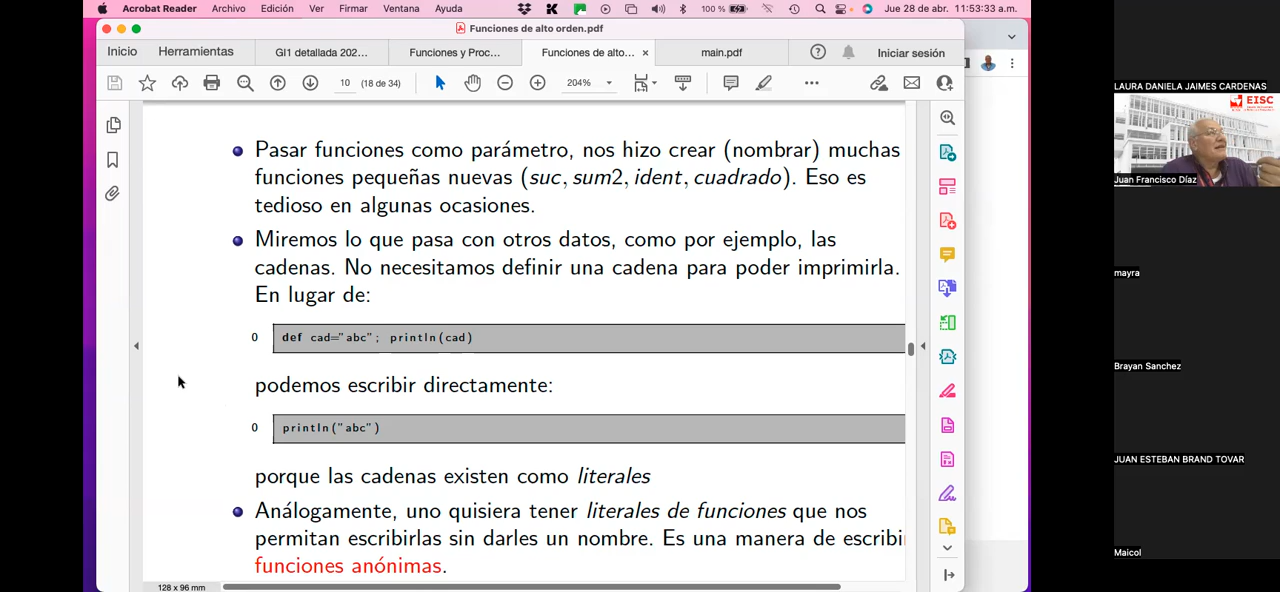 Acrobat Reader Archivo Edición Ver Firmar Ventana Ayuda 100 % Jue 28 de abr. 11:53:33 a.m.
Funciones de alto orden.pdf
Inicio Herramientas GI1 detallada 202... Funciones y Proc... Funciones de alto... × main.pdf Iniciar sesión
10 (18 de 34) 204%
Pasar funciones como parámetro, nos hizo crear (nombrar) muchas
funciones pequeñas nuevas (suc, sum2, ident, cuadrado). Eso es
tedioso en algunas ocasiones.
Miremos lo que pasa con otros datos, como por ejemplo, las
cadenas. No necesitamos definir una cadena para poder imprimirla.
En lugar de:
0 def cad="abc"; println(cad)
podemos escribir directamente:
0 println("abc")
porque las cadenas existen como literales
Análogamente, uno quisiera tener literales de funciones que nos
permitan escribirlas sin darles un nombre. Es una manera de escribi
funciones anónimas.
128 x 96 mm
LAURA DANIELA JAIMES CARDENAS
EISC
Juan Francisco Díaz
mayra
Brayan Sanchez
JUAN ESTEBAN BRAND TOVAR
Maicol